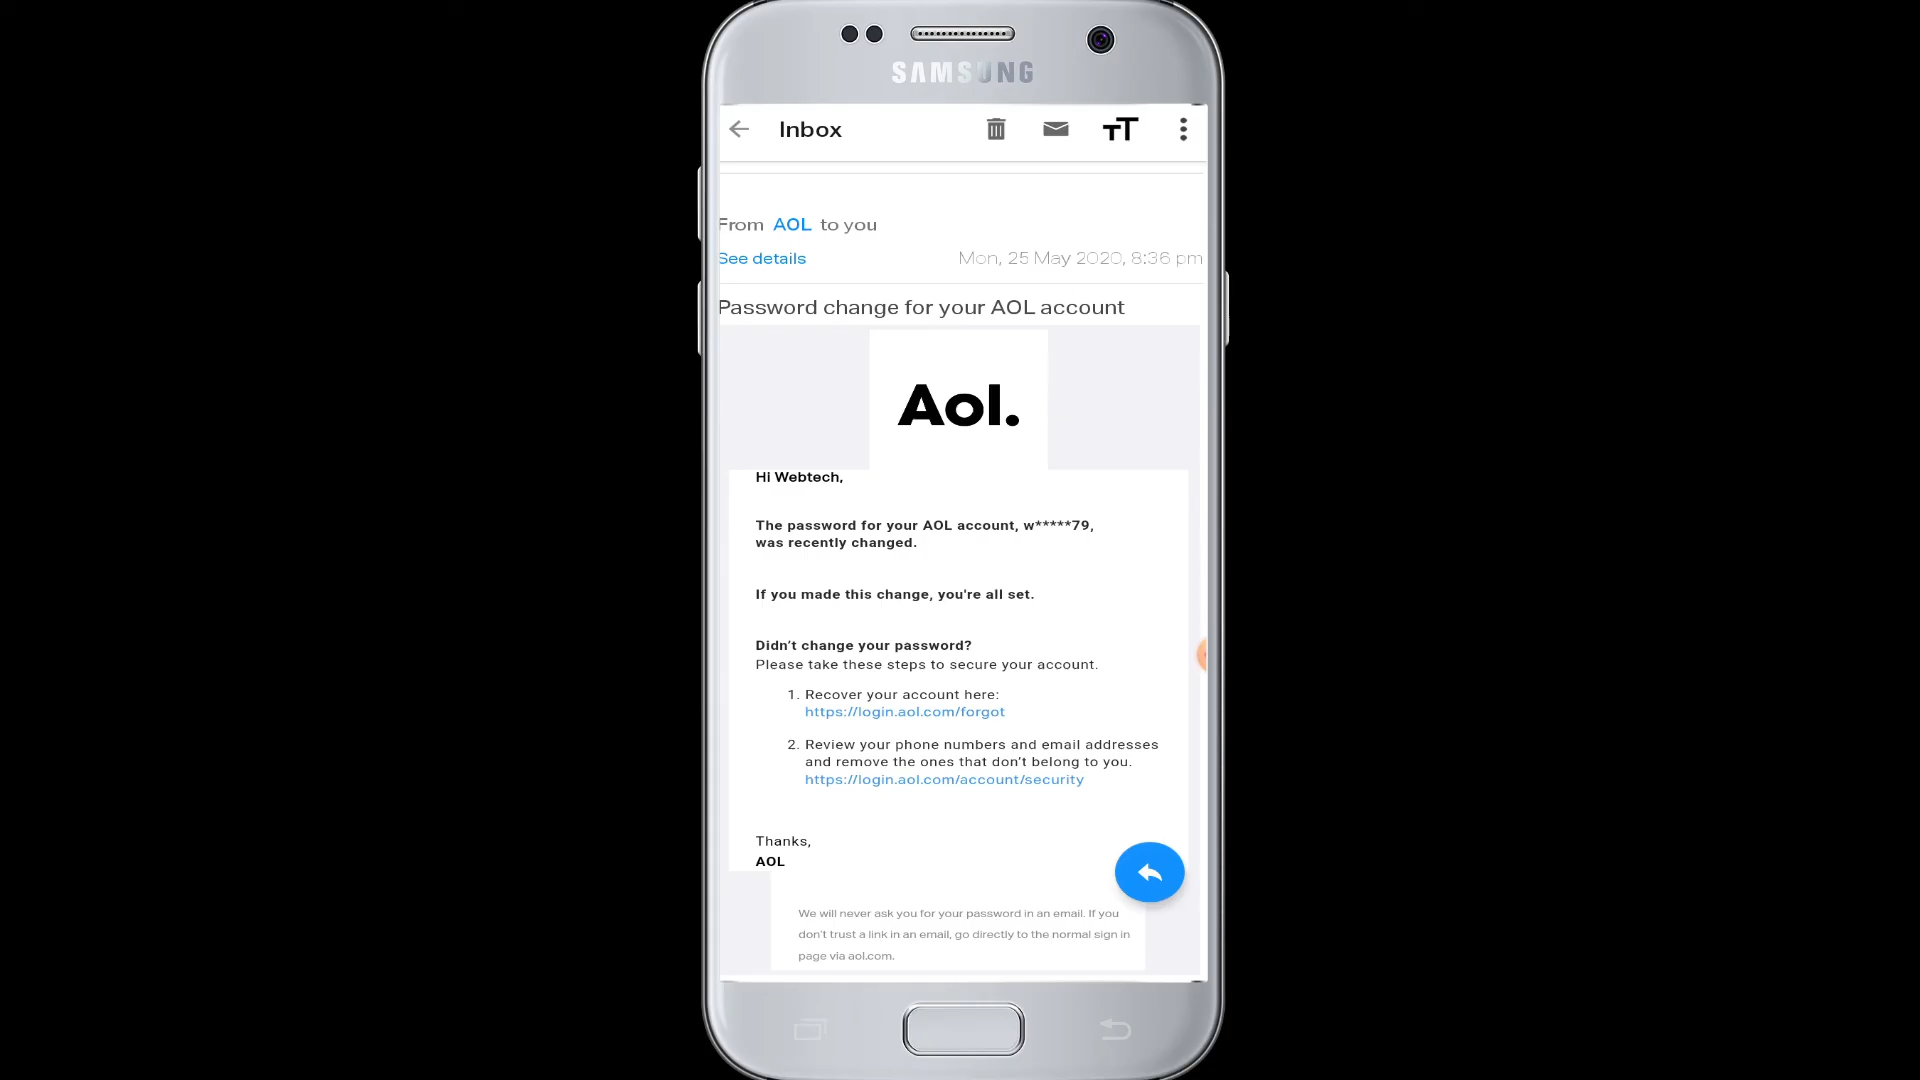 SAMSUNG
Inbox
From AOL to you
See details Mon, 25 May 2020, 8:36 pm
Password change for your AOL account
Aol.
Hi Webtech,
The password for your AOL account, w*****79,
was recently changed.
If you made this change, you're all set.
Didn’t change your password?
Please take these steps to secure your account.
1. Recover your account here:
https://login.aol.com/forgot
2. Review your phone numbers and email addresses
and remove the ones that don’t belong to you.
https://login.aol.com/account/security
Thanks,
AOL
We will never ask you for your password in an email. If you
don’t trust a link in an email, go directly to the normal sign in
page via aol.com.